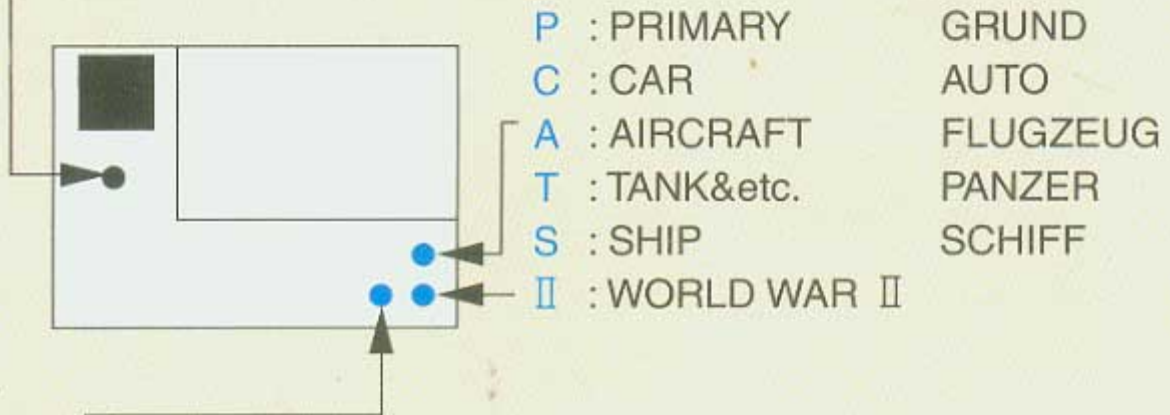 P : PRIMARY GRUND
C : CAR AUTO
A : AIRCRAFT FLUGZEUG
T : TANK&etc. PANZER
S : SHIP SCHIFF
Ⅱ : WORLD WAR Ⅱ